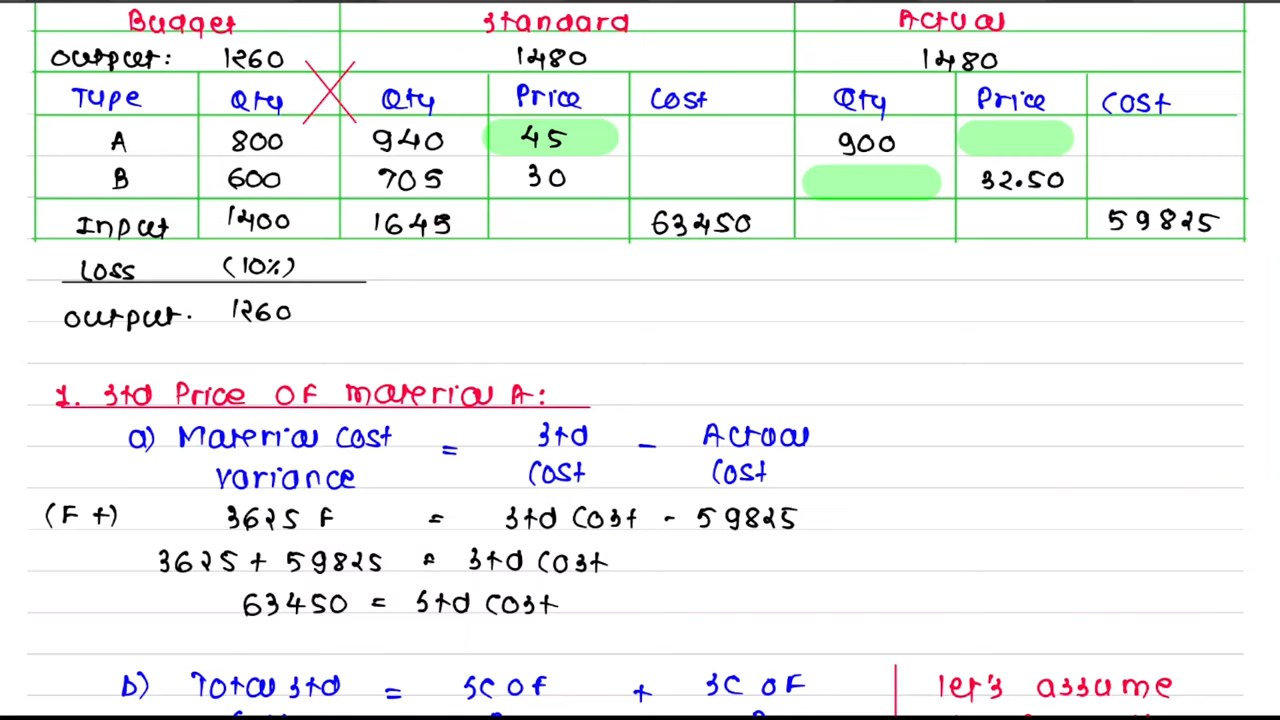 Budget Standard Actual
Output: 1260 1480 1480
Type Qty Qty Price Cost Qty Price Cost
A 800 940 45 900
B 600 705 30 32.50
Input 1400 1645 63450 59825
Loss (10%)
Output. 1260
1. Std Price Of Material A:
a) Material Cost = Std - Actual
Variance Cost Cost
(F +) 3625 F = Std Cost - 59825
3625 + 59825 = Std Cost
63450 = Std Cost
b) Total Std = SC Of + SC OF let's assume